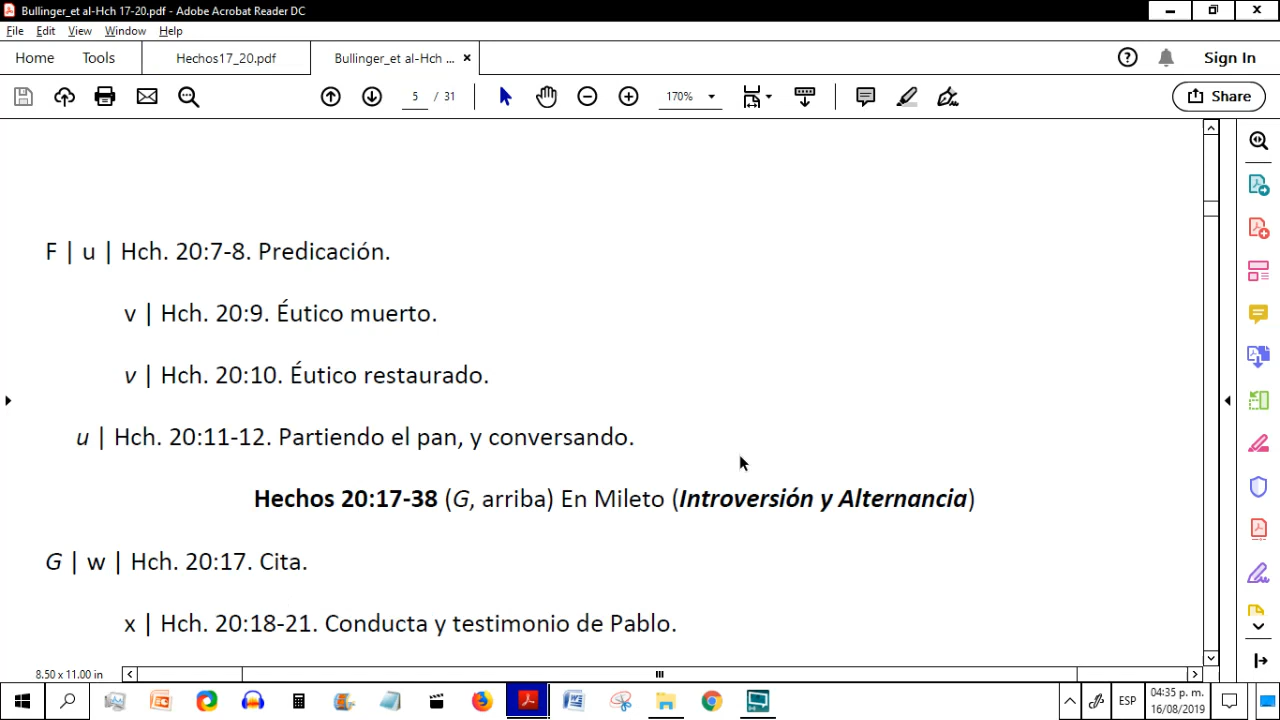 Bullinger_et al-Hch 17-20.pdf - Adobe Acrobat Reader DC
File Edit View Window Help
Home Tools Hechos17_20.pdf Bullinger_et al-Hch ... × Sign In
5 / 31 170% Share
F | u | Hch. 20:7-8. Predicación.
v | Hch. 20:9. Éutico muerto.
v | Hch. 20:10. Éutico restaurado.
u | Hch. 20:11-12. Partiendo el pan, y conversando.
Hechos 20:17-38 (G, arriba) En Mileto (Introversión y Alternancia)
G | w | Hch. 20:17. Cita.
x | Hch. 20:18-21. Conducta y testimonio de Pablo.
8.50 x 11.00 in
ESP 04:35 p. m.
16/08/2019